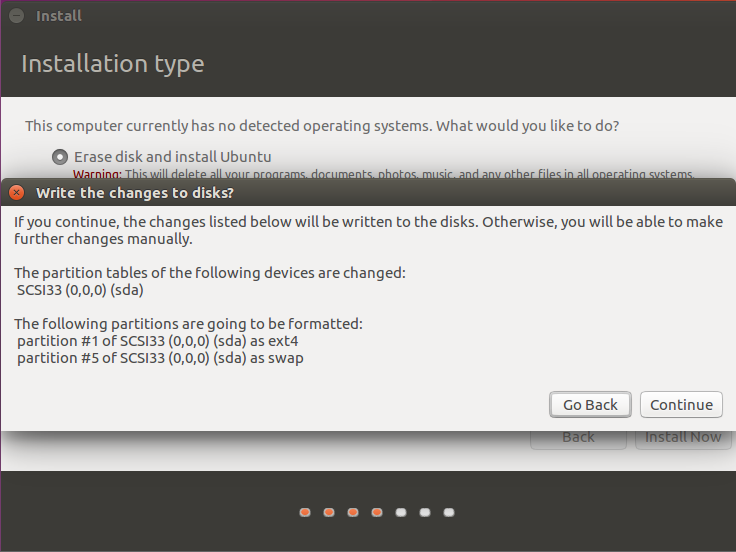 Install
Installation type
This computer currently has no detected operating systems. What would you like to do?
Erase disk and install Ubuntu
Warning: This will delete all your programs, documents, photos, music, and any other files in all operating systems.
Write the changes to disks?
If you continue, the changes listed below will be written to the disks. Otherwise, you will be able to make
further changes manually.
The partition tables of the following devices are changed:
SCSI33 (0,0,0) (sda)
The following partitions are going to be formatted:
partition #1 of SCSI33 (0,0,0) (sda) as ext4
partition #5 of SCSI33 (0,0,0) (sda) as swap
Go Back Continue
Back Install Now